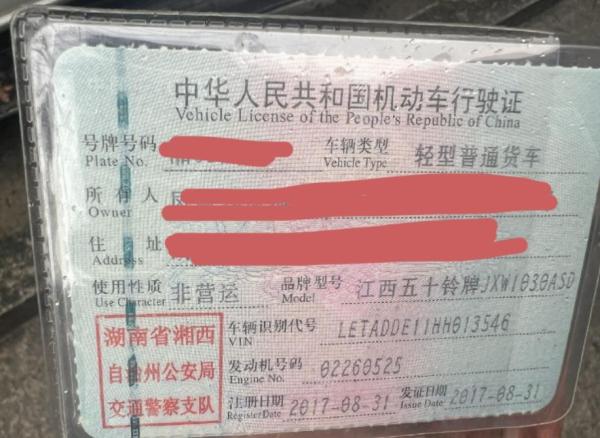 中华人民共和国机动车行驶证
Vehicle License of the People's Republic of China
号牌号码 车辆类型 轻型普通货车
Plate No. Vehicle Type
所有人
Owner
住址
Address
使用性质 非营运 品牌型号 江西五十铃牌JXW1030ASD
Use Character Model
湖南省湘西
自治州公安局
交通警察支队
车辆识别代号 LETADDE11HH013546
VIN
发动机号码 02260525
Engine No.
注册日期 2017-08-31 发证日期 2017-08-31
Register Date Issue Date